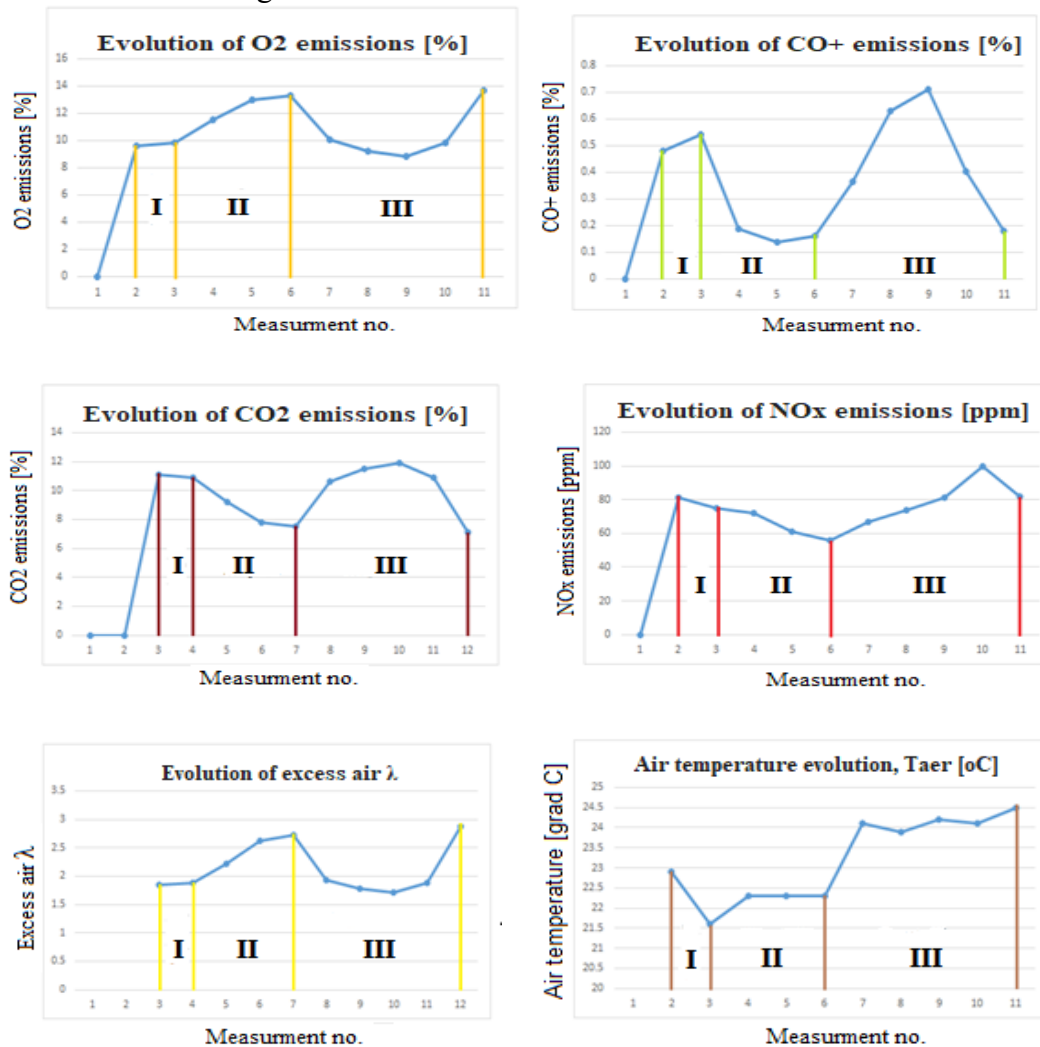 Evolution of O2 emissions [%]
O2 emissions [%]
16
14
12
10
8
6
4
2
0
I
II
III
1 2 3 4 5 6 7 8 9 10 11
Measurment no.
Evolution of CO+ emissions [%]
CO+ emissions [%]
0.8
0.7
0.6
0.5
0.4
0.3
0.2
0.1
0
I
II
III
1 2 3 4 5 6 7 8 9 10 11
Measurment no.
Evolution of CO2 emissions [%]
CO2 emissions [%]
14
12
10
8
6
4
2
0
I
II
III
1 2 3 4 5 6 7 8 9 10 11 12
Measurment no.
Evolution of NOx emissions [ppm]
NOx emissions [ppm]
120
100
80
60
40
20
0
I
II
III
1 2 3 4 5 6 7 8 9 10 11
Measurment no.
Evolution of excess air λ
Excess air λ
3.5
3
2.5
2
1.5
1
0.5
0
I
II
III
1 2 3 4 5 6 7 8 9 10 11 12
Measurment no.
Air temperature evolution, Taer [oC]
Air temperature [grad C]
25
24.5
24
23.5
23
22.5
22
21.5
21
20.5
20
I
II
III
1 2 3 4 5 6 7 8 9 10 11
Measurment no.